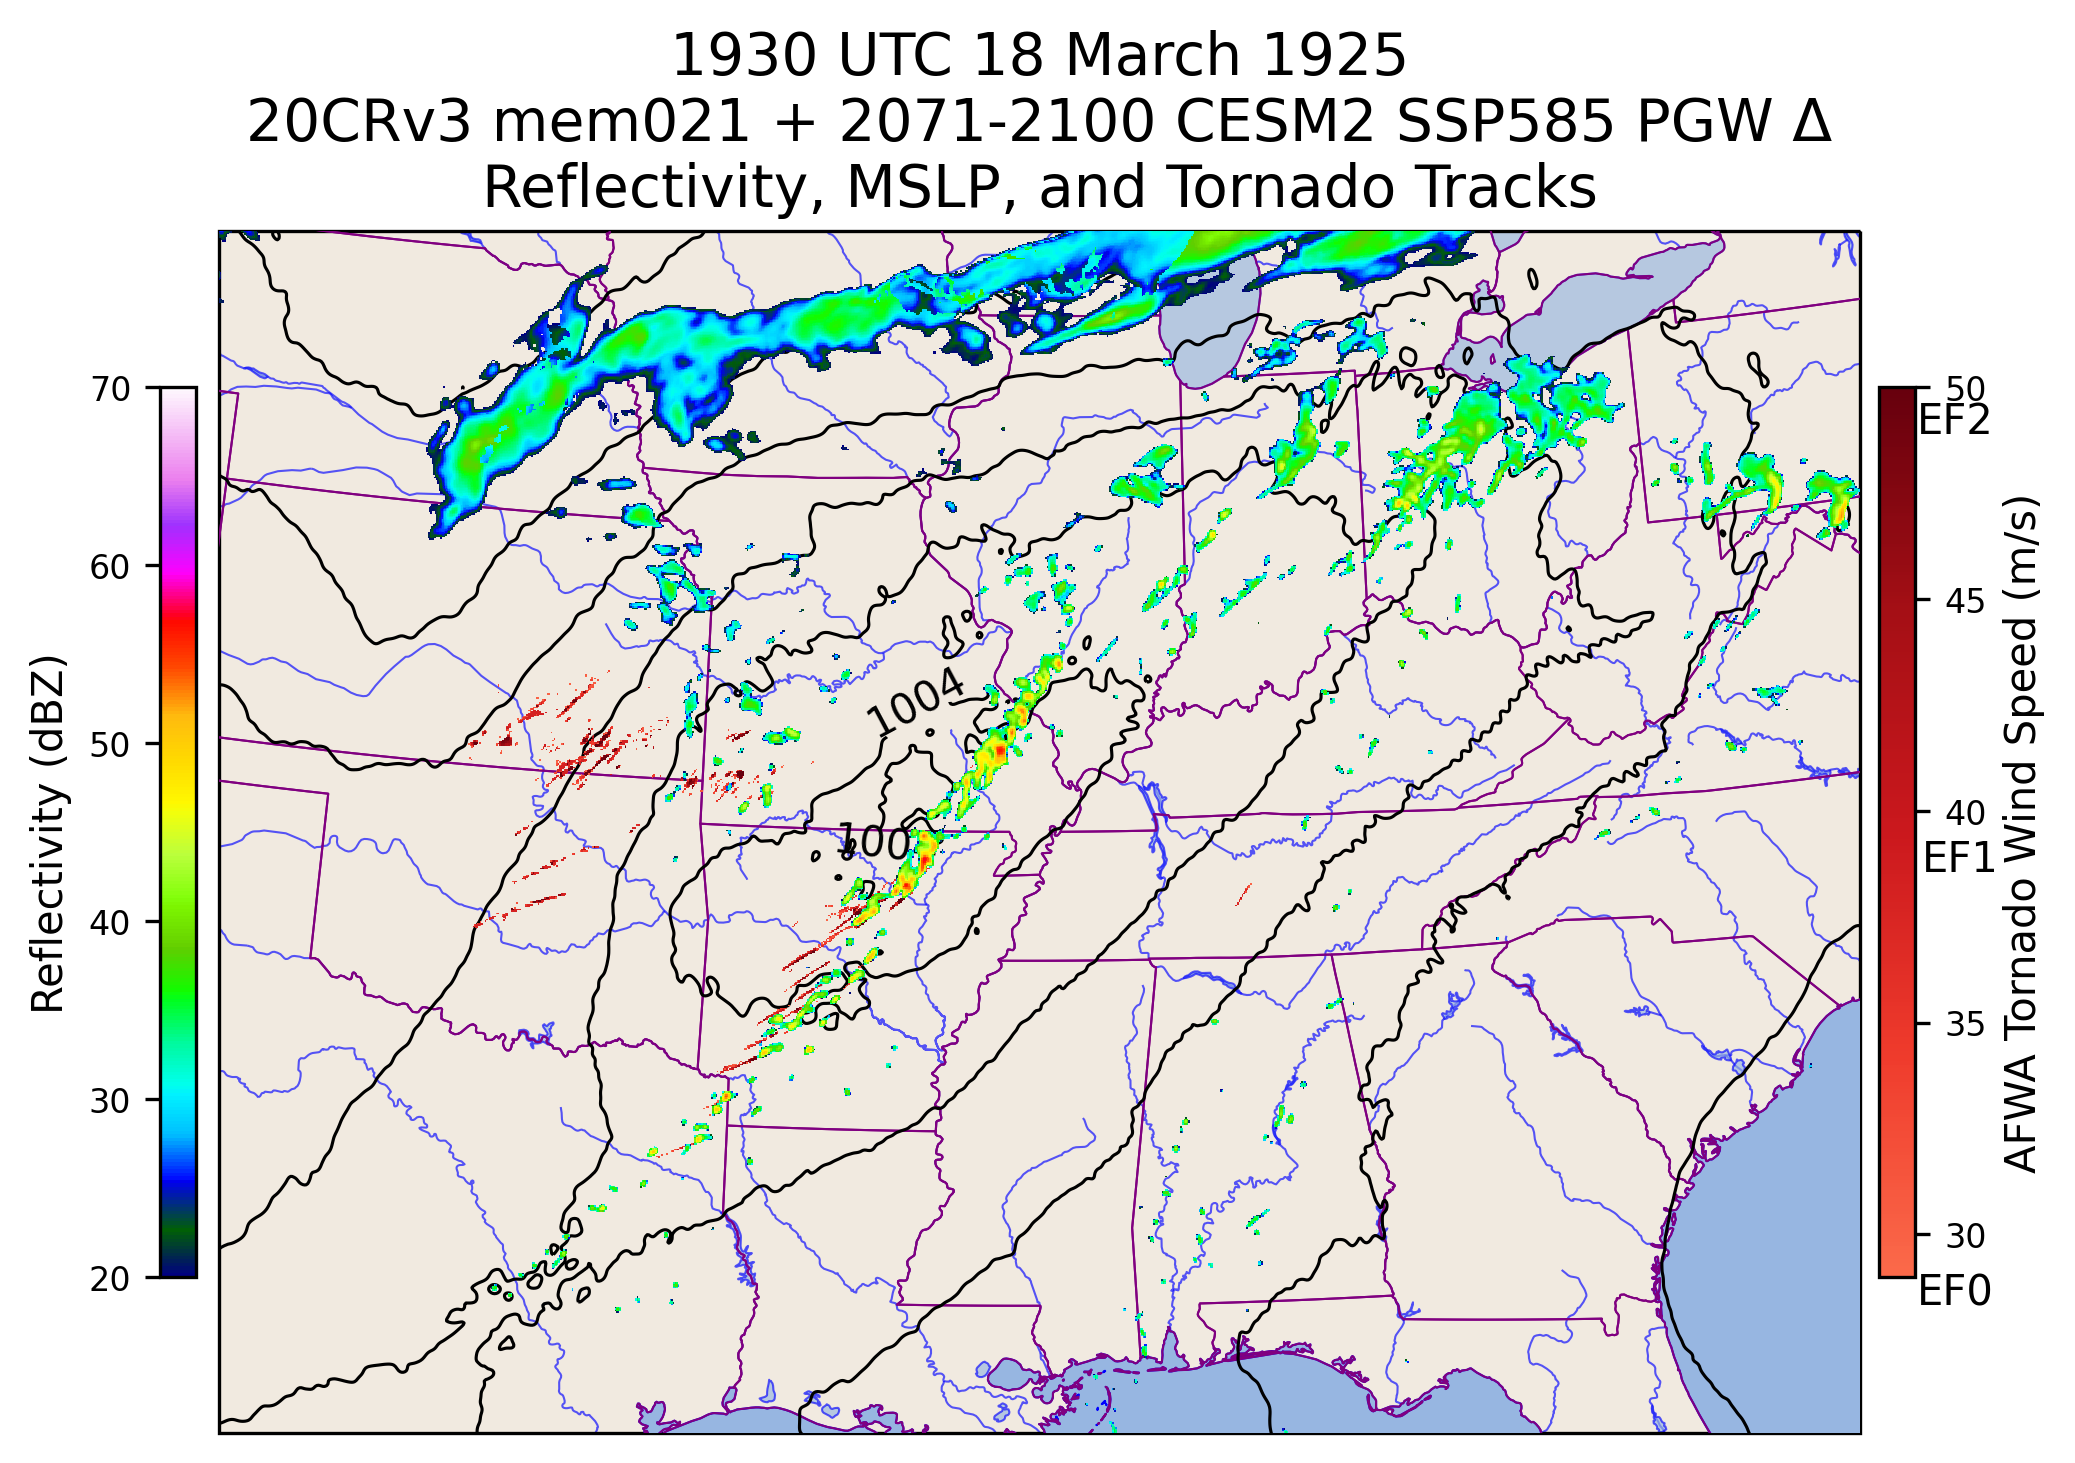 1930 UTC 18 March 1925
20CRv3 mem021 + 2071-2100 CESM2 SSP585 PGW Δ
Reflectivity, MSLP, and Tornado Tracks
70
60
50
40
30
20
Reflectivity (dBZ)
1004
100
50
EF2
45
40
EF1
35
30
EF0
AFWA Tornado Wind Speed (m/s)